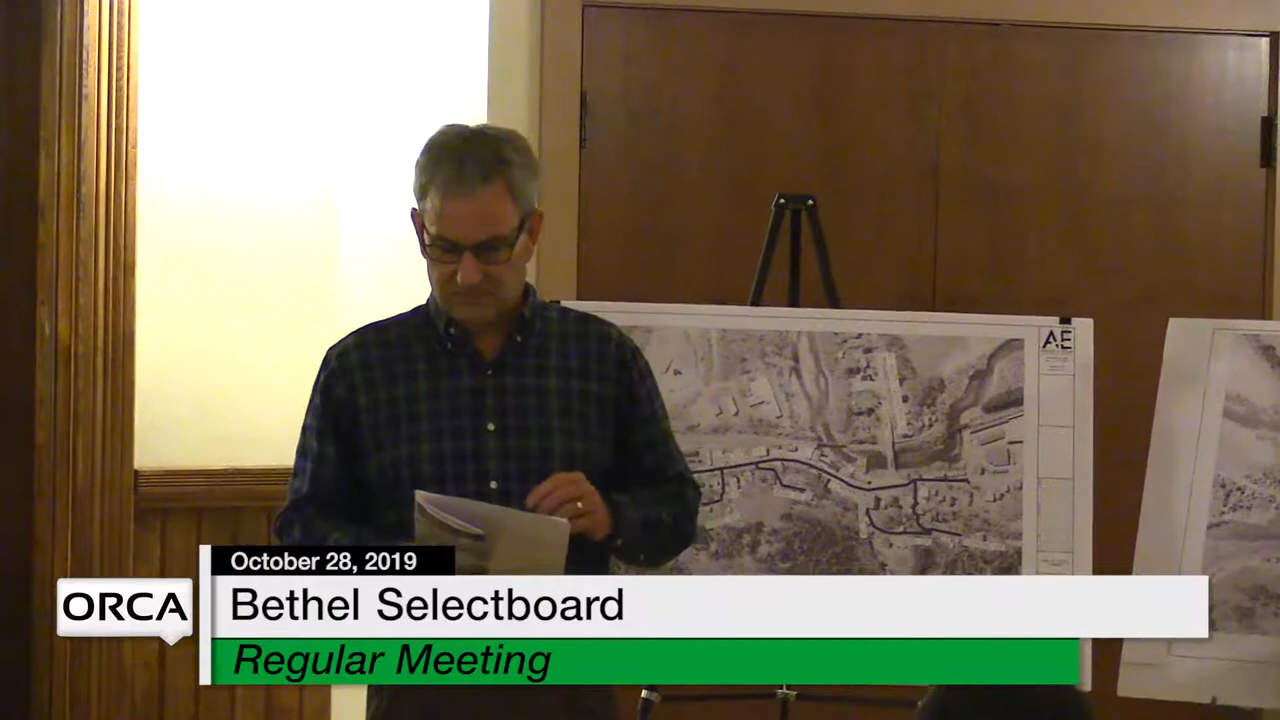 AE
October 28, 2019
ORCA
Bethel Selectboard
Regular Meeting